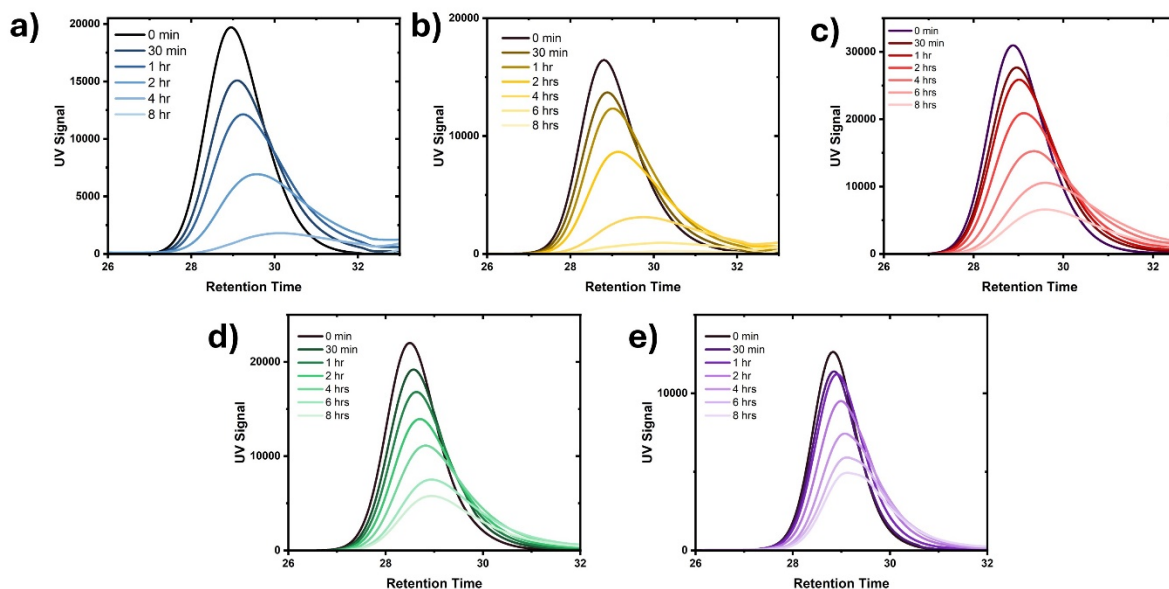 a)
20000
15000
10000
5000
0
UV Signal
0 min
30 min
1 hr
2 hr
4 hr
8 hr
26 28 30 32
Retention Time
b)
20000
10000
0
UV Signal
0 min
30 min
1 hr
2 hrs
4 hrs
6 hrs
8 hrs
26 28 30 32
Retention Time
c)
30000
20000
10000
0
UV Signal
0 min
30 min
1 hr
2 hrs
4 hrs
6 hrs
8 hrs
26 28 30 32
Retention Time
d)
20000
10000
0
UV Signal
0 min
30 min
1 hr
2 hr
4 hrs
6 hrs
8 hrs
26 28 30 32
Retention Time
e)
10000
0
UV Signal
0 min
30 min
1 hr
2 hr
4 hrs
6 hrs
8 hrs
26 28 30 32
Retention Time